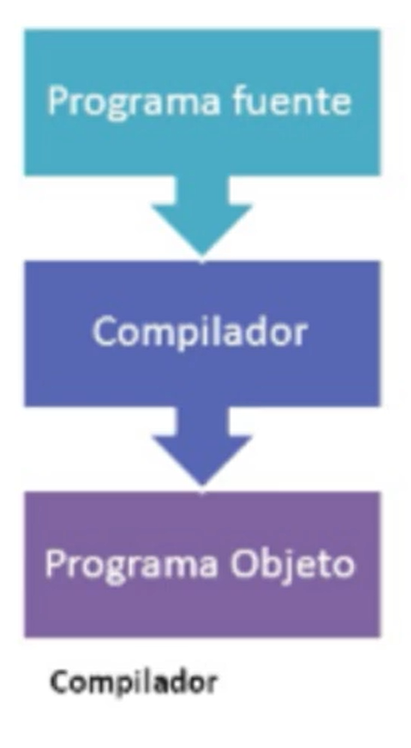 Programa fuente
Compilador
Programa Objeto
Compilador